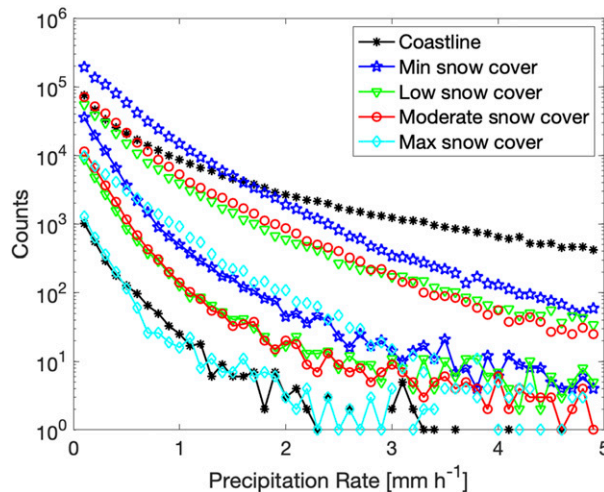 10^6
10^5
10^4
10^3
10^2
10^1
10^0
Counts
Coastline
Min snow cover
Low snow cover
Moderate snow cover
Max snow cover
0 1 2 3 4 5
Precipitation Rate [mm h^-1]